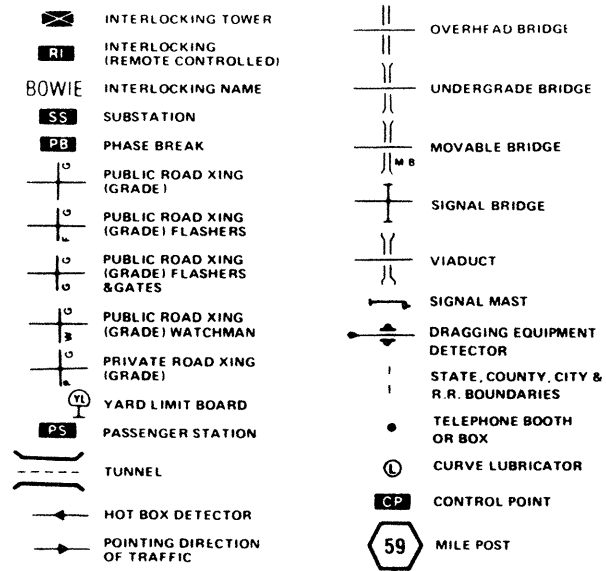 INTERLOCKING TOWER
RI INTERLOCKING
(REMOTE CONTROLLED)
BOWIE INTERLOCKING NAME
SS SUBSTATION
PB PHASE BREAK
G PUBLIC ROAD XING
(GRADE)
G PUBLIC ROAD XING
F (GRADE) FLASHERS
G PUBLIC ROAD XING
G (GRADE) FLASHERS
&GATES
G PUBLIC ROAD XING
W (GRADE) WATCHMAN
G PRIVATE ROAD XING
P (GRADE)
YL YARD LIMIT BOARD
PS PASSENGER STATION
TUNNEL
HOT BOX DETECTOR
POINTING DIRECTION
OF TRAFFIC
OVERHEAD BRIDGE
UNDERGRADE BRIDGE
MOVABLE BRIDGE
M B
SIGNAL BRIDGE
VIADUCT
SIGNAL MAST
DRAGGING EQUIPMENT
DETECTOR
STATE, COUNTY, CITY &
R.R. BOUNDARIES
TELEPHONE BOOTH
OR BOX
L CURVE LUBRICATOR
CP CONTROL POINT
59 MILE POST